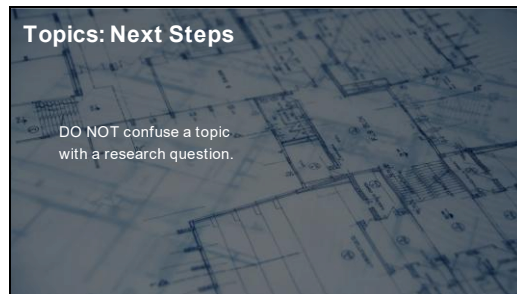 Topics: Next Steps
DO NOT confuse a topic
with a research question.